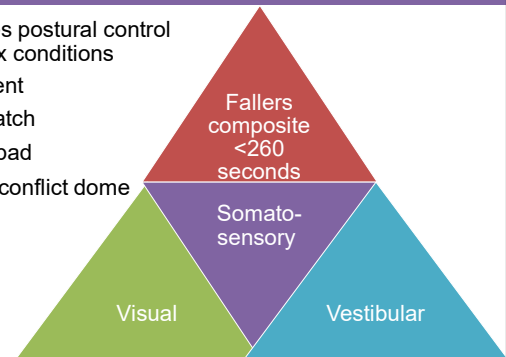 s postural control
x conditions
ent
atch
oad
conflict dome
Fallers
composite
<260
seconds
Somato-
sensory
Visual
Vestibular